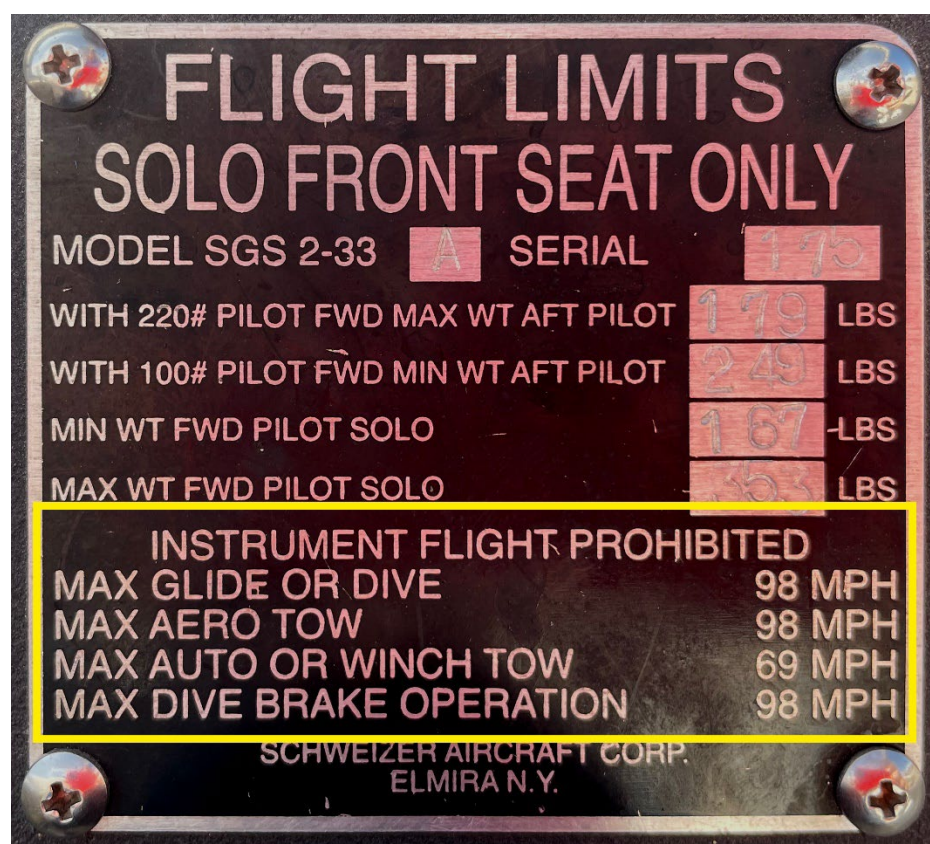 FLIGHT LIMITS
SOLO FRONT SEAT ONLY
MODEL SGS 2-33 A SERIAL 175
WITH 220# PILOT FWD MAX WT AFT PILOT 179 LBS
WITH 100# PILOT FWD MIN WT AFT PILOT 249 LBS
MIN WT FWD PILOT SOLO 167 LBS
MAX WT FWD PILOT SOLO 353 LBS
INSTRUMENT FLIGHT PROHIBITED
MAX GLIDE OR DIVE 98 MPH
MAX AERO TOW 98 MPH
MAX AUTO OR WINCH TOW 69 MPH
MAX DIVE BRAKE OPERATION 98 MPH
SCHWEIZER AIRCRAFT CORP.
ELMIRA N.Y.